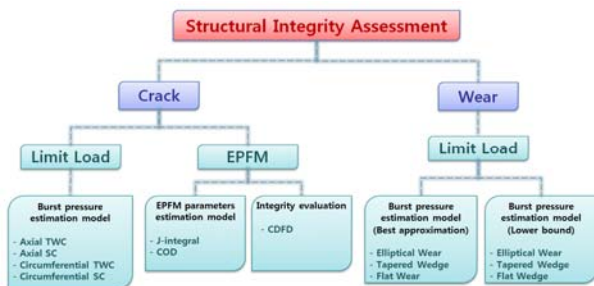 Structural Integrity Assessment
Crack
Wear
Limit Load
EPFM
Limit Load
Burst pressure
estimation model
- Axial TWC
- Axial SC
- Circumferential TWC
- Circumferential SC
EPFM parameters
estimation model
- J-integral
- COD
Integrity evaluation
- CDFD
Burst pressure
estimation model
(Best approximation)
- Elliptical Wear
- Tapered Wedge
- Flat Wear
Burst pressure
estimation model
(Lower bound)
- Elliptical Wear
- Tapered Wedge
- Flat Wedge